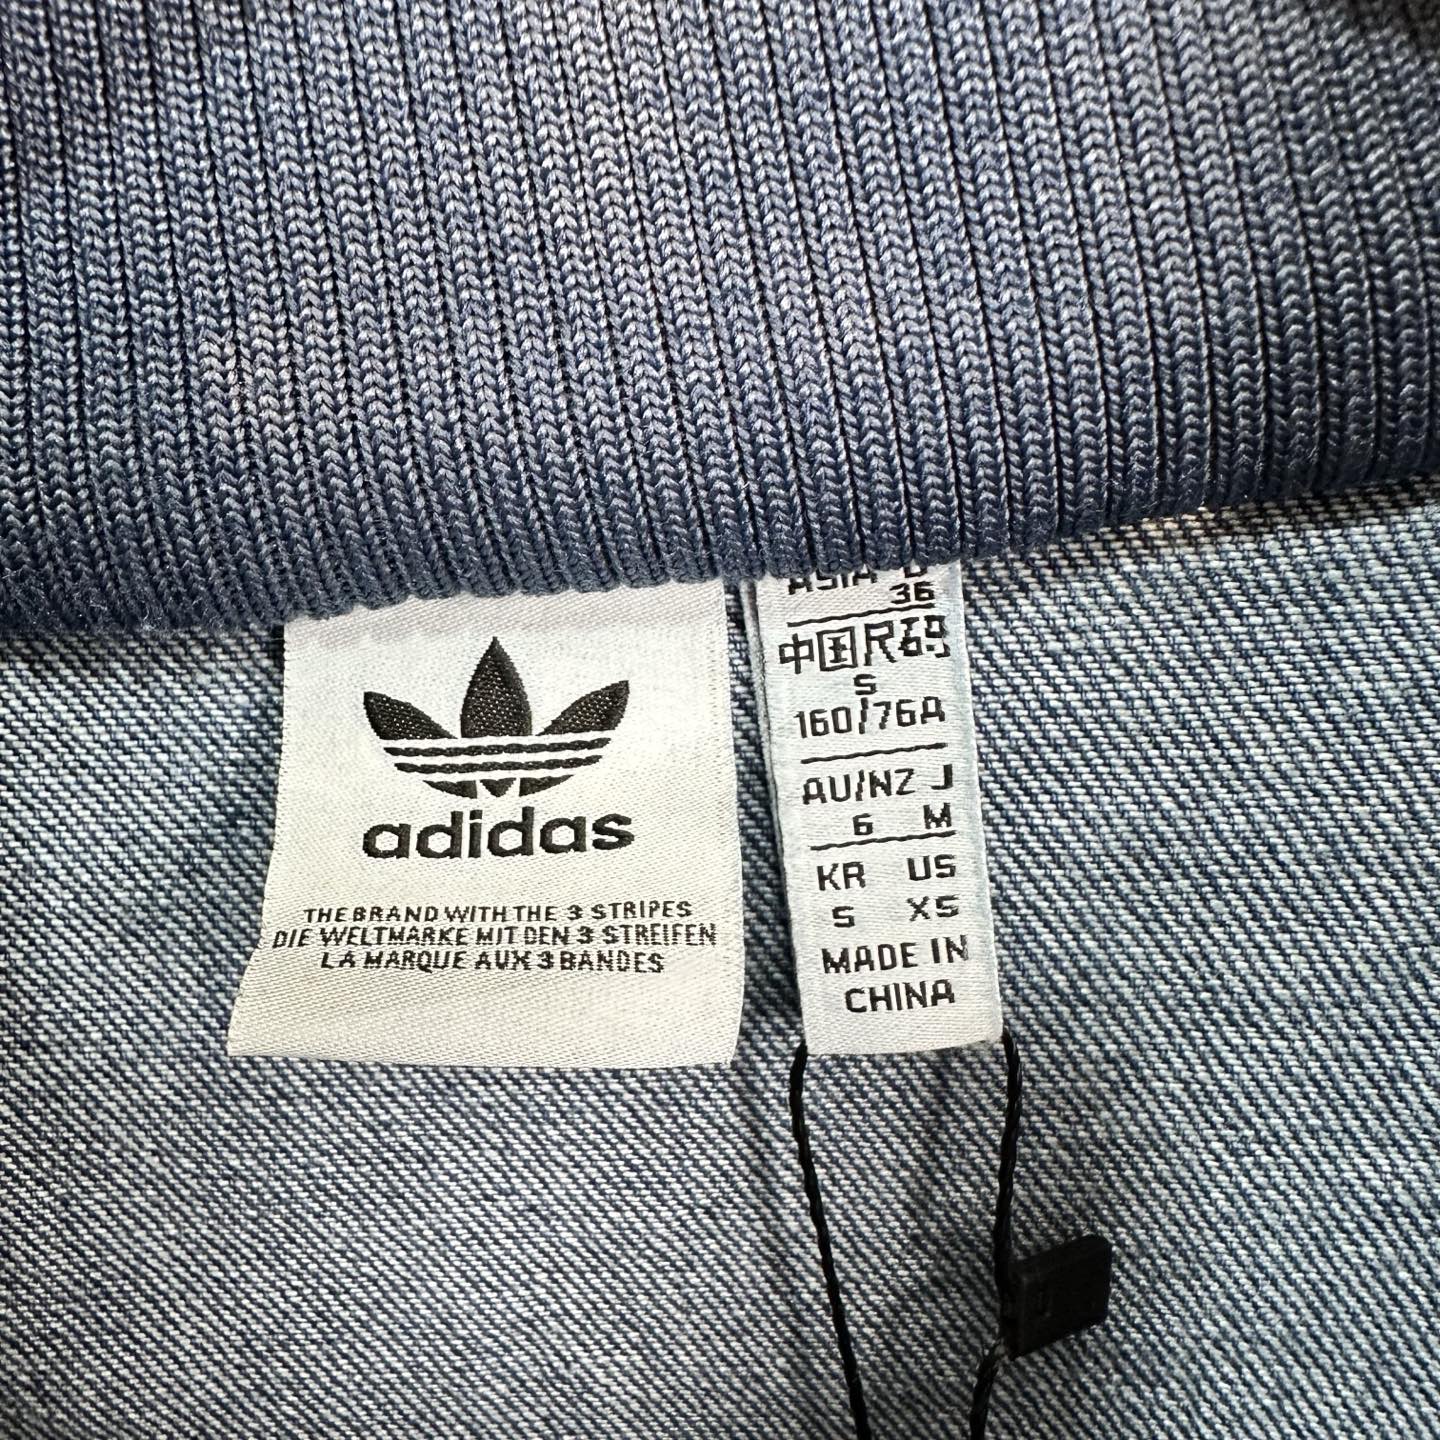 adidas
THE BRAND WITH THE 3 STRIPES
DIE WELTMARKE MIT DEN 3 STREIFEN
LA MARQUE AUX 3 BANDES
ASIA D
36
中国尺码
S
160/76A
AU/NZ J
6 M
KR US
S XS
MADE IN
CHINA